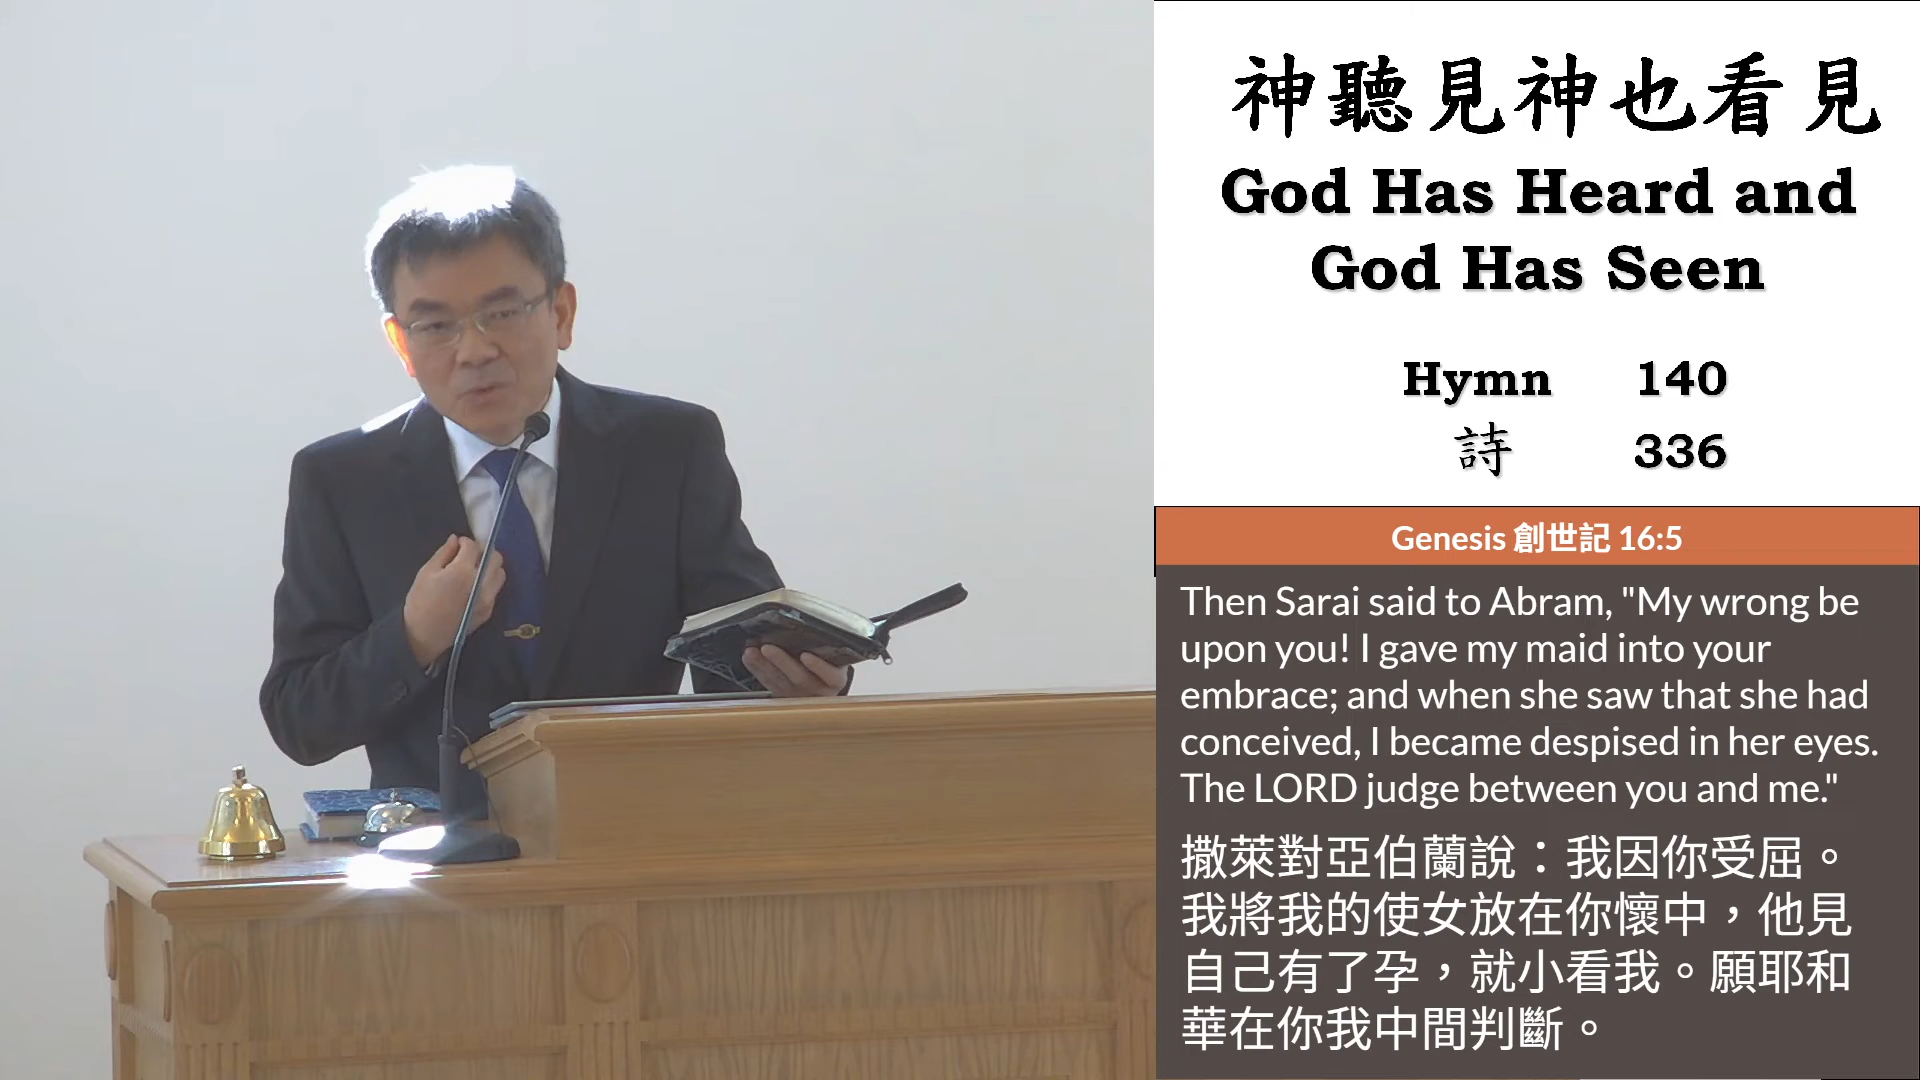 神聽見神也看見
God Has Heard and
God Has Seen
Hymn 140
詩 336
Genesis 創世記 16:5
Then Sarai said to Abram, "My wrong be
upon you! I gave my maid into your
embrace; and when she saw that she had
conceived, I became despised in her eyes.
The LORD judge between you and me."
撒萊對亞伯蘭說：我因你受屈。
我將我的使女放在你懷中，他見
自己有了孕，就小看我。願耶和
華在你我中間判斷。